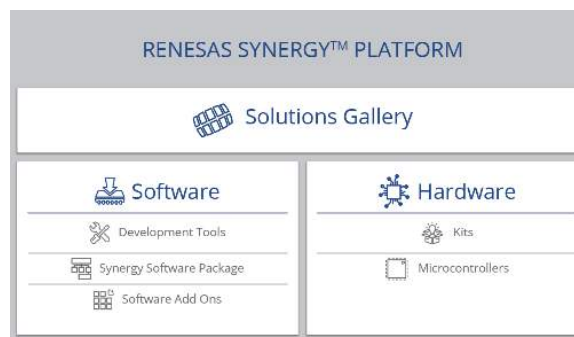 RENESAS SYNERGY™ PLATFORM
Solutions Gallery
Software
Development Tools
Synergy Software Package
Software Add Ons
Hardware
Kits
Microcontrollers